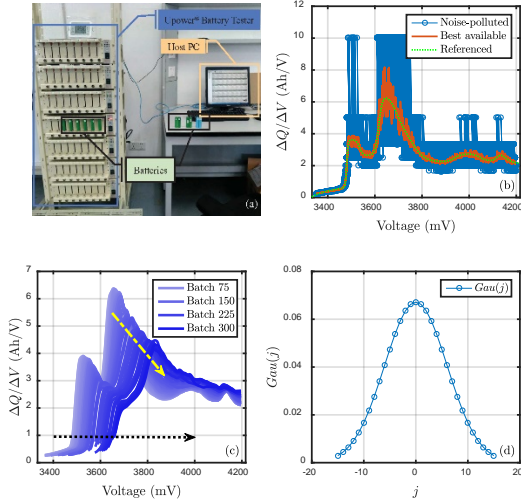 Upower® Battery Tester
Host PC
Batteries
(a)
ΔQ/ΔV (Ah/V)
12
10
8
6
4
2
0
Noise-polluted
Best available
Referenced
(b)
3400
3600
3800
4000
4200
Voltage (mV)
ΔQ/ΔV (Ah/V)
7
6
5
4
3
2
1
0
Batch 75
Batch 150
Batch 225
Batch 300
(c)
3400
3600
3800
4000
4200
Voltage (mV)
Gau(j)
0.08
0.06
0.04
0.02
0
Gau(j)
(d)
-20
-10
0
10
20
j